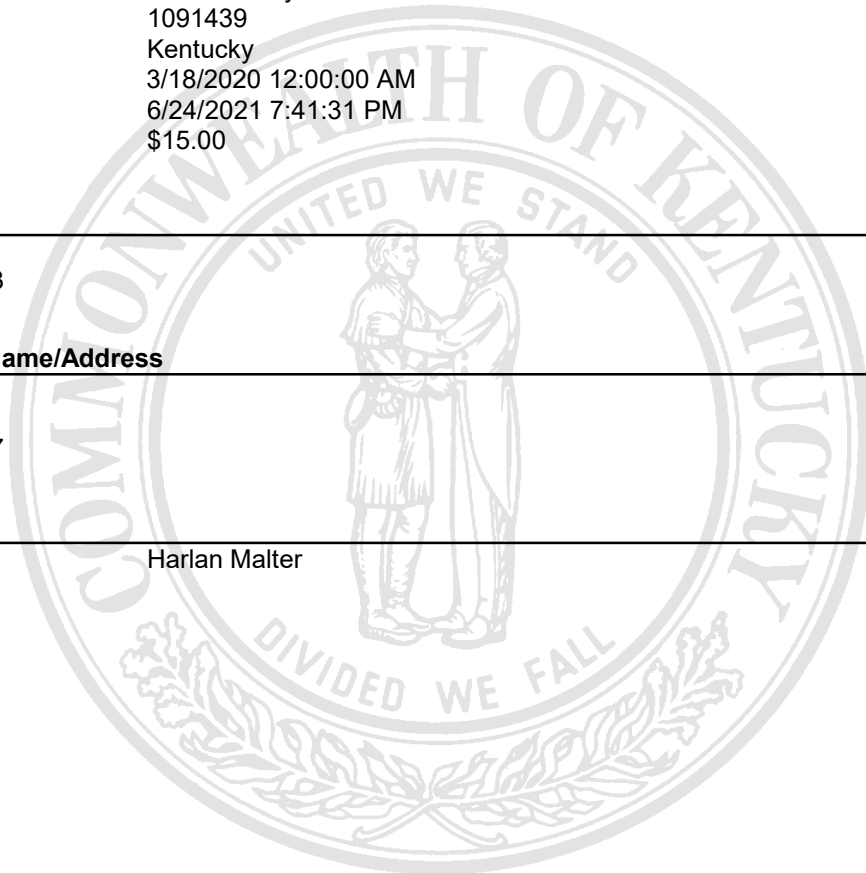 1091439
Kentucky
3/18/2020 12:00:00 AM
6/24/2021 7:41:31 PM
$15.00
COMMONWEALTH OF KENTUCKY
UNITED WE STAND
ame/Address
Harlan Malter
DIVIDED WE FALL